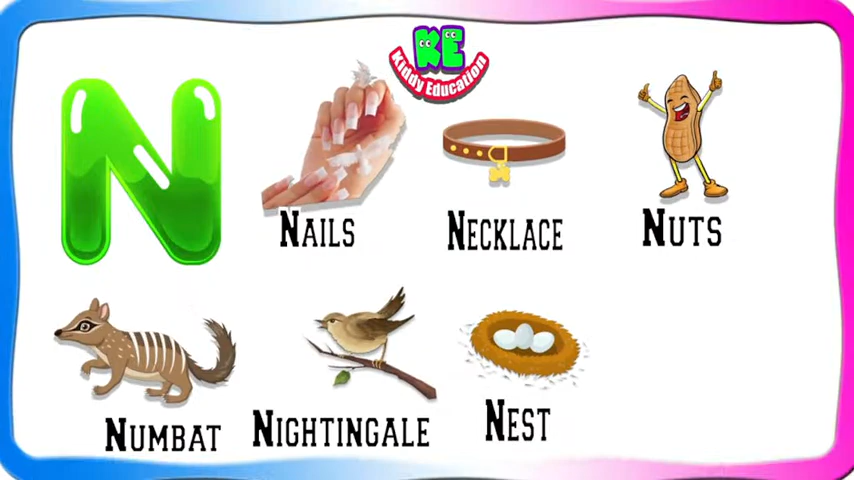 KE
Kiddy Education
N
NAILS
NECKLACE
NUTS
NUMBAT
NIGHTINGALE
NEST